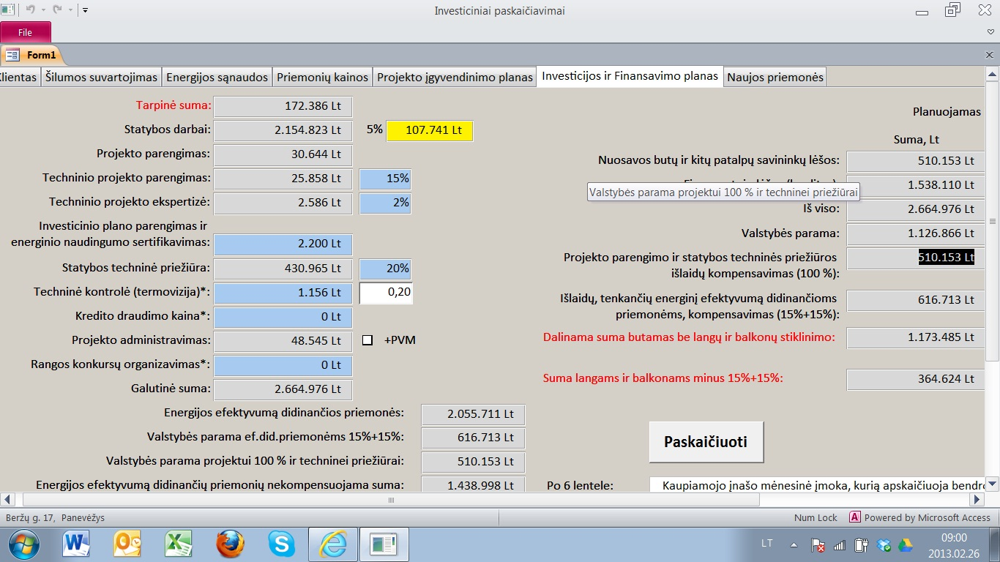 Investiciniai paskaičiavimai
File
Form1
lientas
Šilumos suvartojimas
Energijos sąnaudos
Priemonių kainos
Projekto įgyvendinimo planas
Investicijos ir Finansavimo planas
Naujos priemonės
Tarpinė suma: 172.386 Lt
Statybos darbai: 2.154.823 Lt 5% 107.741 Lt
Projekto parengimas: 30.644 Lt
Techninio projekto parengimas: 25.858 Lt 15%
Techninio projekto ekspertizė: 2.586 Lt 2%
Investicinio plano parengimas ir
energinio naudingumo sertifikavimas: 2.200 Lt
Statybos techninė priežiūra: 430.965 Lt 20%
Techninė kontrolė (termovizija)*: 1.156 Lt 0,20
Kredito draudimo kaina*: 0 Lt
Projekto administravimas: 48.545 Lt +PVM
Rangos konkursų organizavimas*: 0 Lt
Galutinė suma: 2.664.976 Lt
Energijos efektyvumą didinančios priemonės: 2.055.711 Lt
Valstybės parama ef.did.priemonėms 15%+15%: 616.713 Lt
Valstybės parama projektui 100 % ir techninei priežiūrai: 510.153 Lt
Energijos efektyvumą didinančių priemonių nekompensuojama suma: 1.438.998 Lt
Planuojamas
Suma, Lt
Nuosavos butų ir kitų patalpų savininkų lėšos: 510.153 Lt
1.538.110 Lt
Valstybės parama projektui 100 % ir techninei priežiūrai
Iš viso: 2.664.976 Lt
Valstybės parama: 1.126.866 Lt
Projekto parengimo ir statybos techninės priežiūros 510.153 Lt
išlaidų kompensavimas (100 %):
Išlaidų, tenkančių energinį efektyvumą didinančioms 616.713 Lt
priemonėms, kompensavimas (15%+15%):
Dalinama suma butamas be langų ir balkonų stiklinimo: 1.173.485 Lt
Suma langams ir balkonams minus 15%+15%: 364.624 Lt
Paskaičiuoti
Po 6 lentele: Kaupiamojo įnašo mėnesinė įmoka, kurią apskaičiuoja bendro
Beržų g. 17, Panevėžys
Num Lock
Powered by Microsoft Access
LT
09:00
2013.02.26